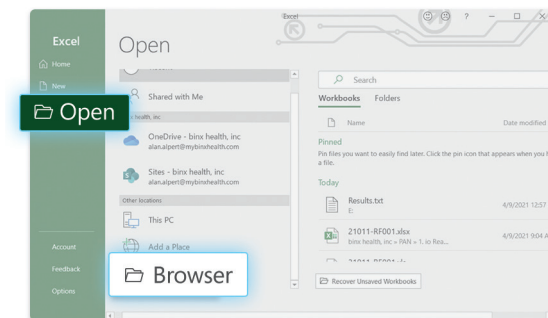 Excel
?
Excel
Open
Home
New
Open
Shared with Me
OneDrive - binx health, inc
alan.alpert@mybinxhealth.com
Sites - binx health, inc
alan.alpert@mybinxhealth.com
Other locations
This PC
Add a Place
Browser
Account
Feedback
Options
Search
Workbooks Folders
Name Date modified
Pinned
Pin files you want to easily find later. Click the pin icon that appears when you
a file.
Today
Results.txt
E:
4/9/2021 12:57
21011-RF001.xlsx
binx health, inc » PAN » 1. io Rea...
4/9/2021 9:04 A
Recover Unsaved Workbooks